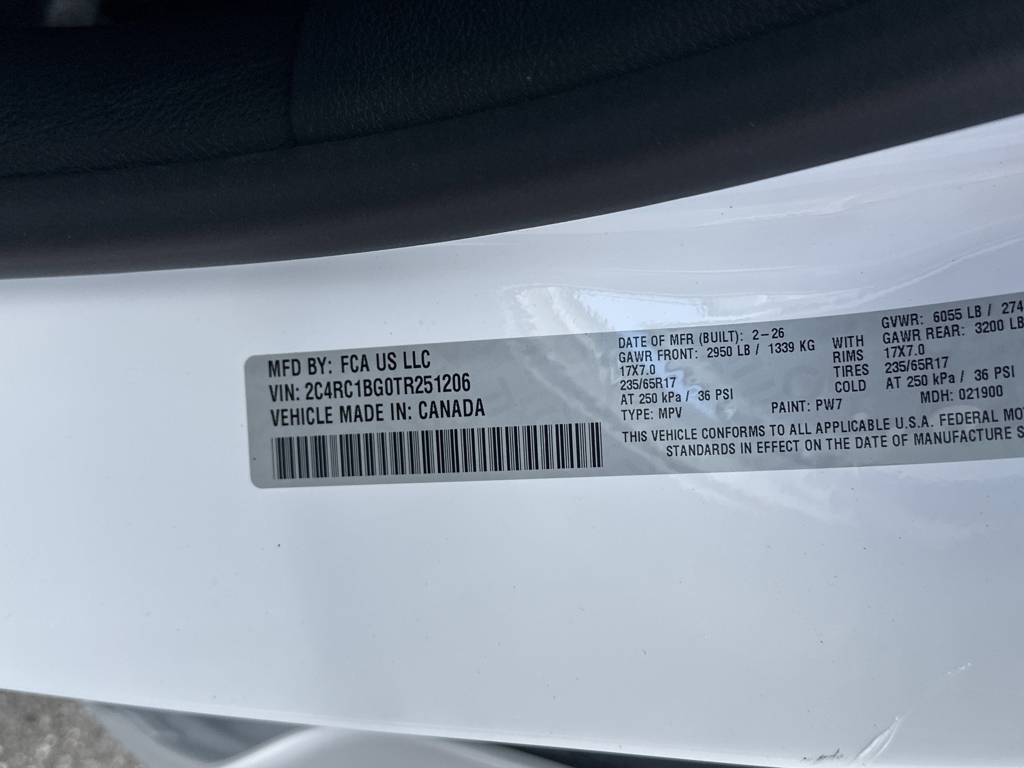 MFD BY: FCA US LLC
VIN: 2C4RC1BG0TR251206
VEHICLE MADE IN: CANADA
DATE OF MFR (BUILT): 2-26
GAWR FRONT: 2950 LB / 1339 KG
17X7.0
235/65R17
AT 250 kPa / 36 PSI
TYPE: MPV
PAINT: PW7
WITH
RIMS
TIRES
COLD
GVWR: 6055 LB / 274
GAWR REAR: 3200 LB
17X7.0
235/65R17
AT 250 kPa / 36 PSI
MDH: 021900
THIS VEHICLE CONFORMS TO ALL APPLICABLE U.S.A. FEDERAL MO
STANDARDS IN EFFECT ON THE DATE OF MANUFACTURE S